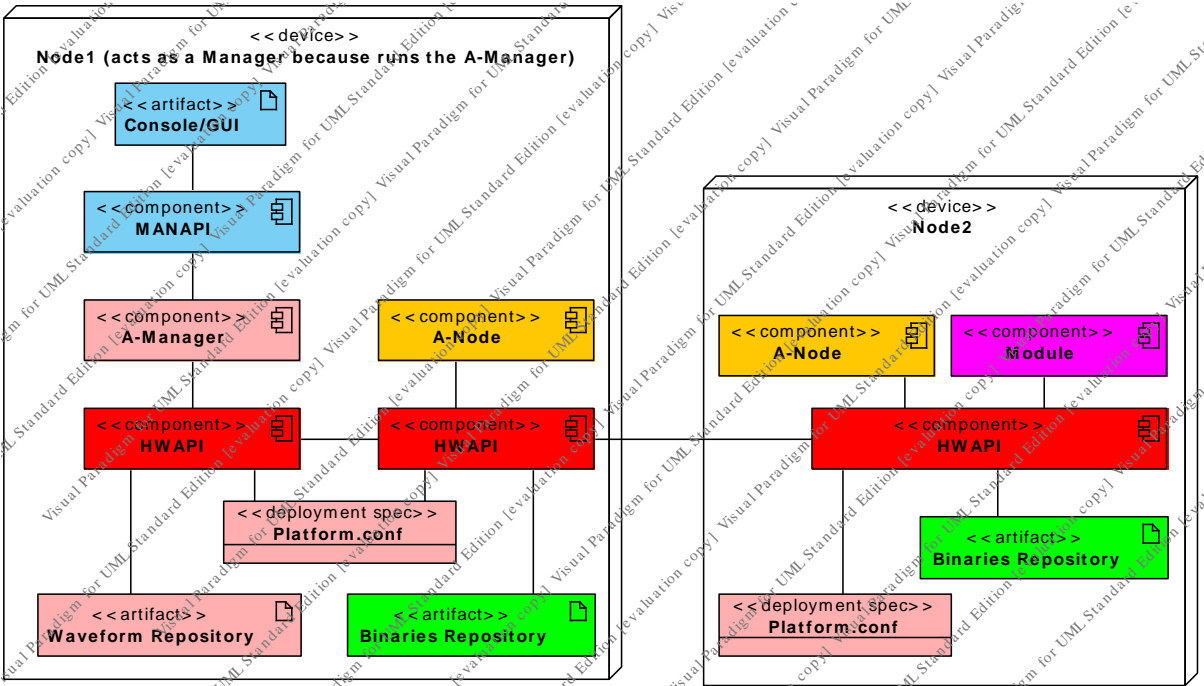 <<device>>
Node1 (acts as a Manager because runs the A-Manager)
<<artifact>>
Console/GUI
<<component>>
MANAPI
<<component>>
A-Manager
<<component>>
A-Node
<<component>>
HWAPI
<<component>>
HWAPI
<<deployment spec>>
Platform.conf
<<artifact>>
Waveform Repository
<<artifact>>
Binaries Repository
<<device>>
Node2
<<component>>
A-Node
<<component>>
Module
<<component>>
HWAPI
<<artifact>>
Binaries Repository
<<deployment spec>>
Platform.conf
Visual Paradigm for UML Standard Edition [evaluation copy]